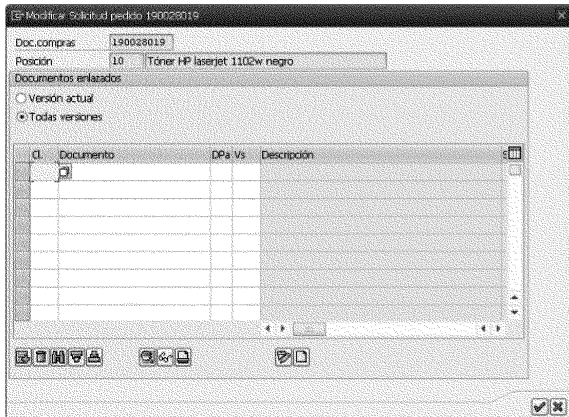 Modificar Solicitud pedido 190028019
Doc.compras 190028019
Posición 10 Tóner HP laserjet 1102w negro
Documentos enlazados
Versión actual
Todas versiones
Cl. Documento DPa Vs Descripción S